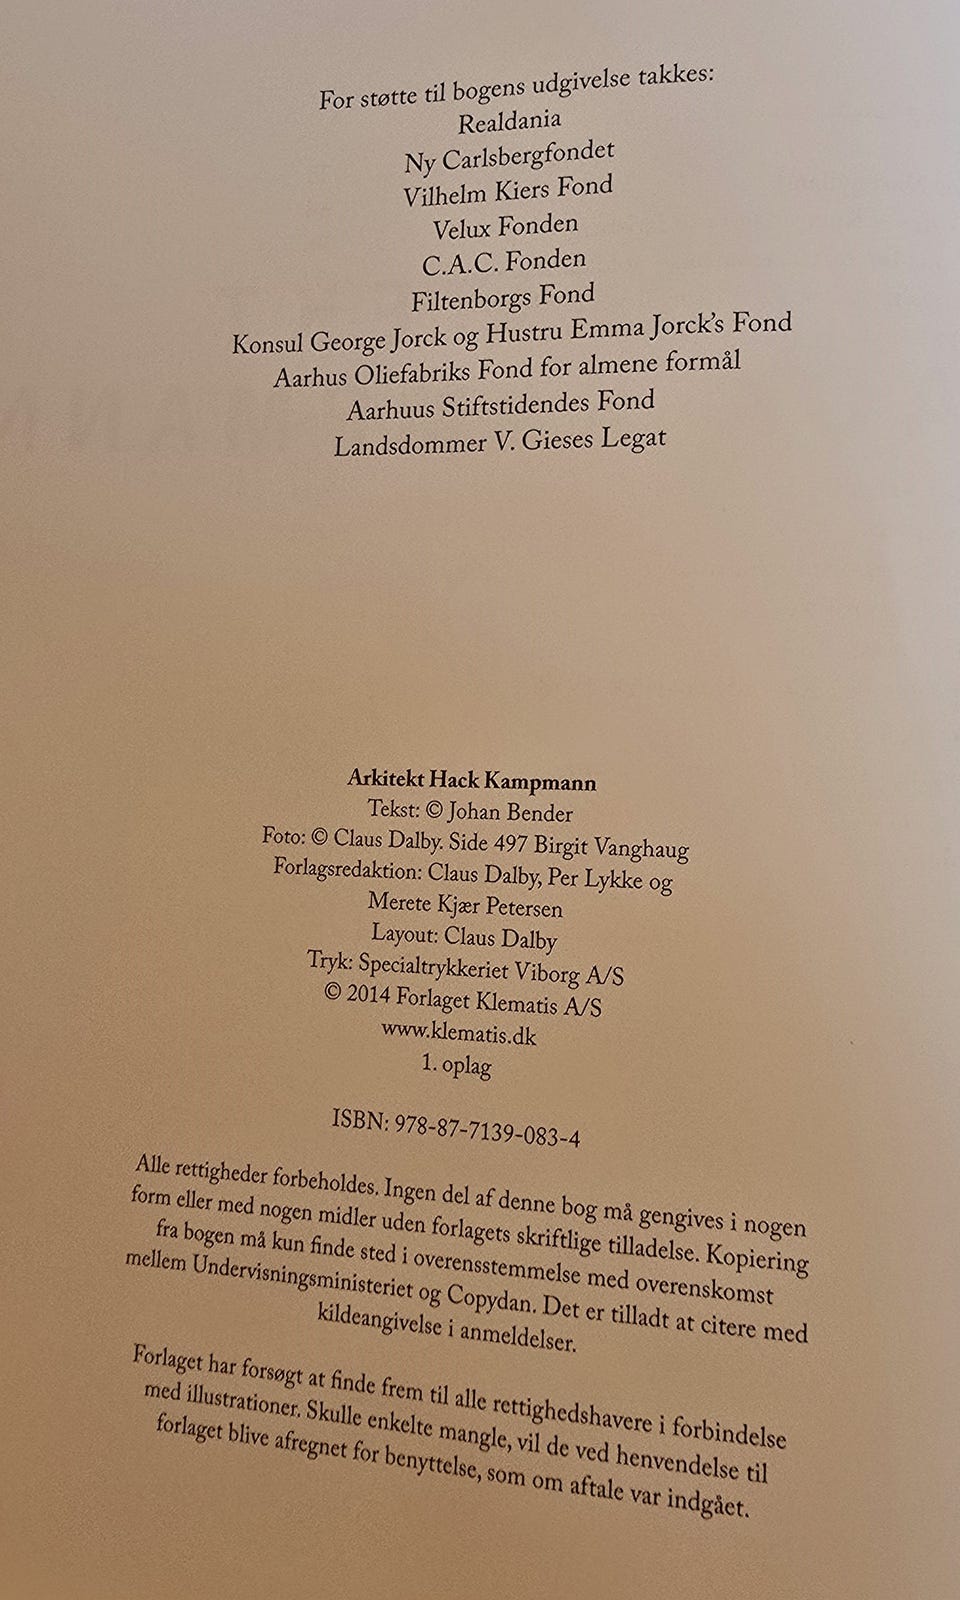 For støtte til bogens udgivelse takkes:
Realdania
Ny Carlsbergfondet
Vilhelm Kiers Fond
Velux Fonden
C.A.C. Fonden
Filtenborgs Fond
Konsul George Jorck og Hustru Emma Jorck's Fond
Aarhus Oliefabriks Fond for almene formål
Aarhuus Stiftstidendes Fond
Landsdommer V. Gieses Legat
Arkitekt Hack Kampmann
Tekst: © Johan Bender
Foto: © Claus Dalby. Side 497 Birgit Vanghaug
Forlagsredaktion: Claus Dalby, Per Lykke og
Merete Kjær Petersen
Layout: Claus Dalby
Tryk: Specialtrykkeriet Viborg A/S
© 2014 Forlaget Klematis A/S
www.klematis.dk
1. oplag
ISBN: 978-87-7139-083-4
Alle rettigheder forbeholdes. Ingen del af denne bog må gengives i nogen
form eller med nogen midler uden forlagets skriftlige tilladelse. Kopiering
fra bogen må kun finde sted i overensstemmelse med overenskomst
mellem Undervisningsministeriet og Copydan. Det er tilladt at citere med
kildeangivelse i anmeldelser.
Forlaget har forsøgt at finde frem til alle rettighedshavere i forbindelse
med illustrationer. Skulle enkelte mangle, vil de ved henvendelse til
forlaget blive afregnet for benyttelse, som om aftale var indgået.